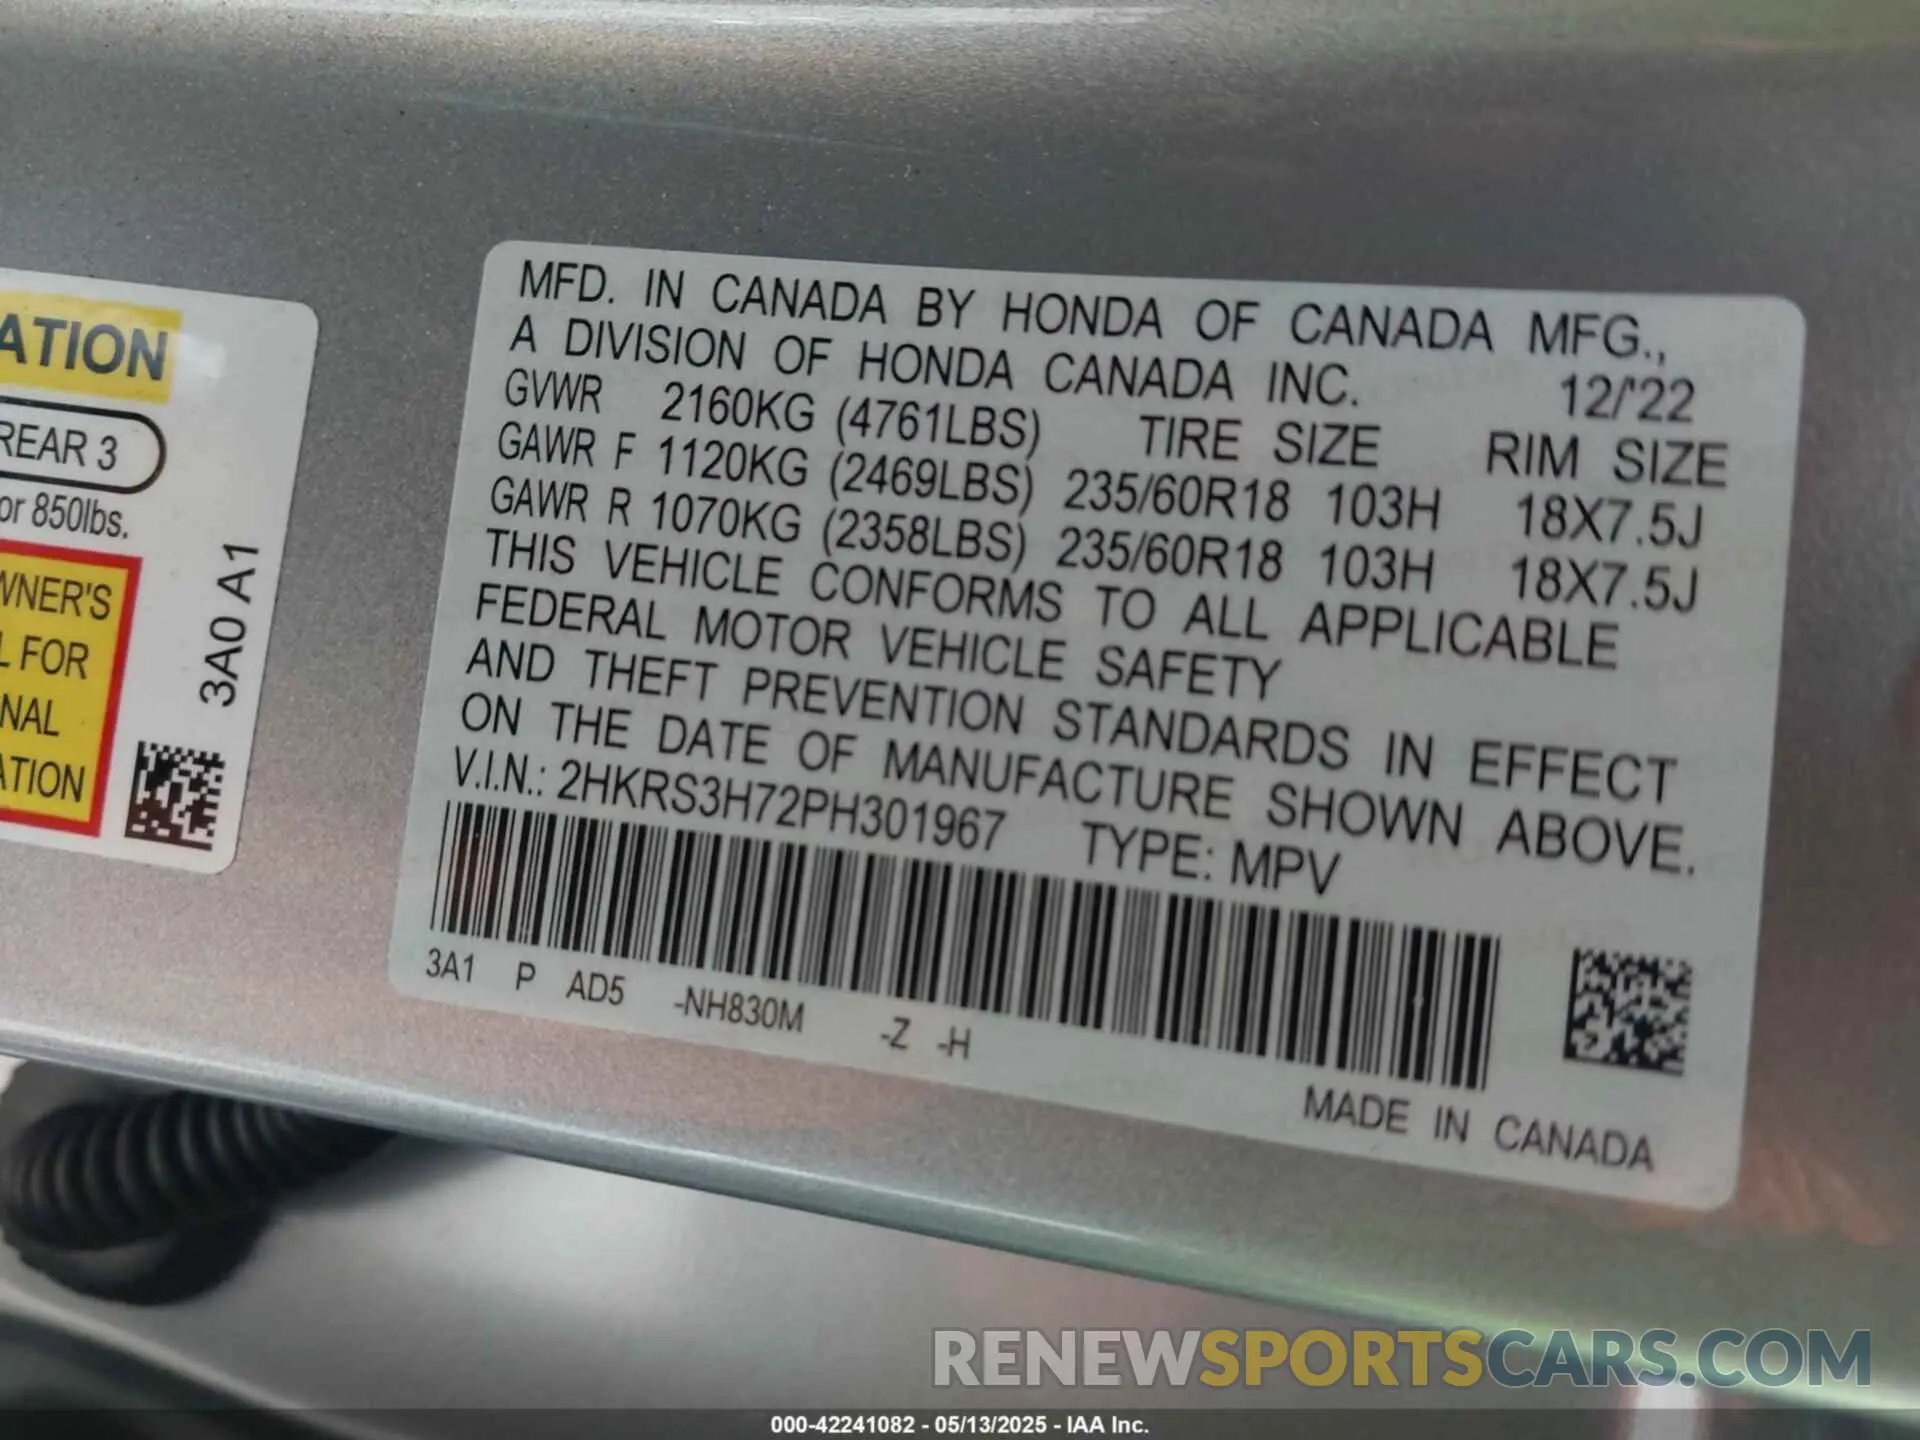 ATION
REAR 3
or 850lbs.
WNER'S
L FOR
NAL
ATION
3A0 A1
MFD. IN CANADA BY HONDA OF CANADA MFG.,
A DIVISION OF HONDA CANADA INC. 12/'22
GVWR 2160KG (4761LBS) TIRE SIZE RIM SIZE
GAWR F 1120KG (2469LBS) 235/60R18 103H 18X7.5J
GAWR R 1070KG (2358LBS) 235/60R18 103H 18X7.5J
THIS VEHICLE CONFORMS TO ALL APPLICABLE
FEDERAL MOTOR VEHICLE SAFETY
AND THEFT PREVENTION STANDARDS IN EFFECT
ON THE DATE OF MANUFACTURE SHOWN ABOVE.
V.I.N.: 2HKRS3H72PH301967 TYPE: MPV
3A1 P AD5 -NH830M -Z -H
MADE IN CANADA
RENEWSPORTSCARS.COM
000-42241082 - 05/13/2025 - IAA Inc.